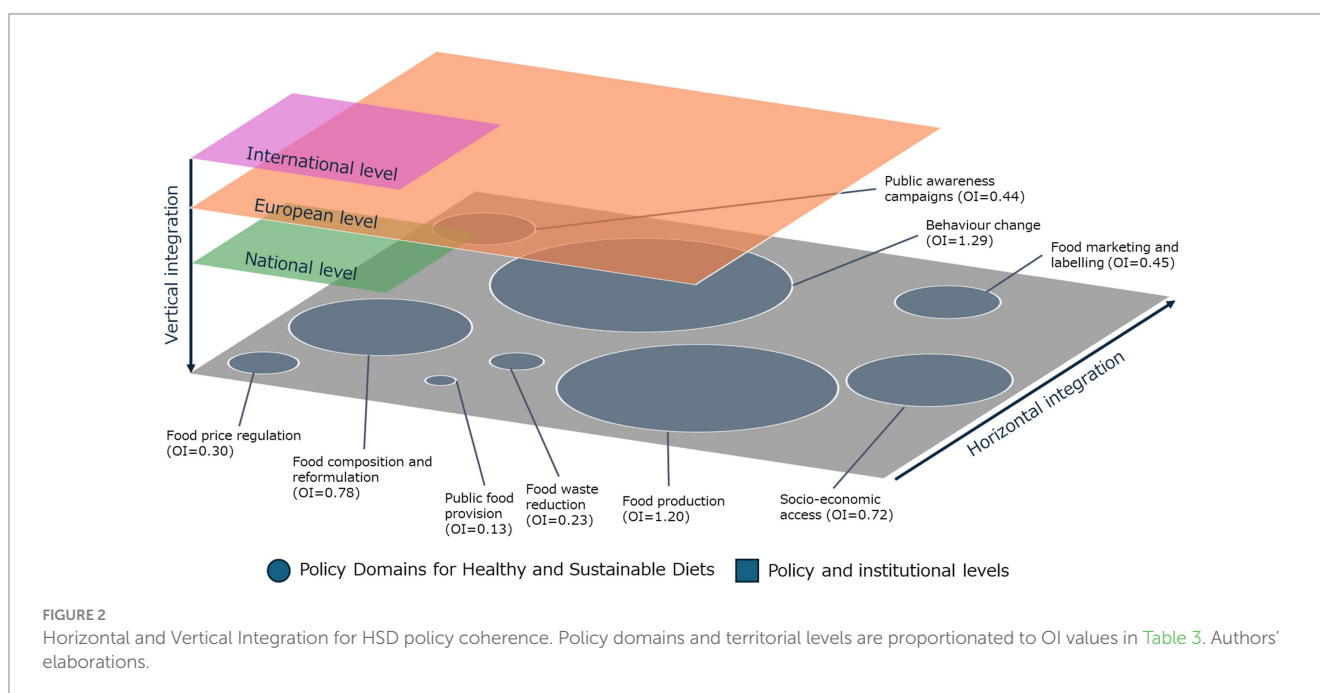 International level
European level
National level
Vertical integration
Horizontal integration
Public awareness
campaigns (OI=0.44)
Behaviour change
(OI=1.29)
Food marketing and
labelling (OI=0.45)
Food price regulation
(OI=0.30)
Food composition and
reformulation
(OI=0.78)
Public food
provision
(OI=0.13)
Food waste
reduction
(OI=0.23)
Food production
(OI=1.20)
Socio-economic
access (OI=0.72)
Policy Domains for Healthy and Sustainable Diets
Policy and institutional levels
FIGURE 2
Horizontal and Vertical Integration for HSD policy coherence. Policy domains and territorial levels are proportionated to OI values in Table 3. Authors’
elaborations.